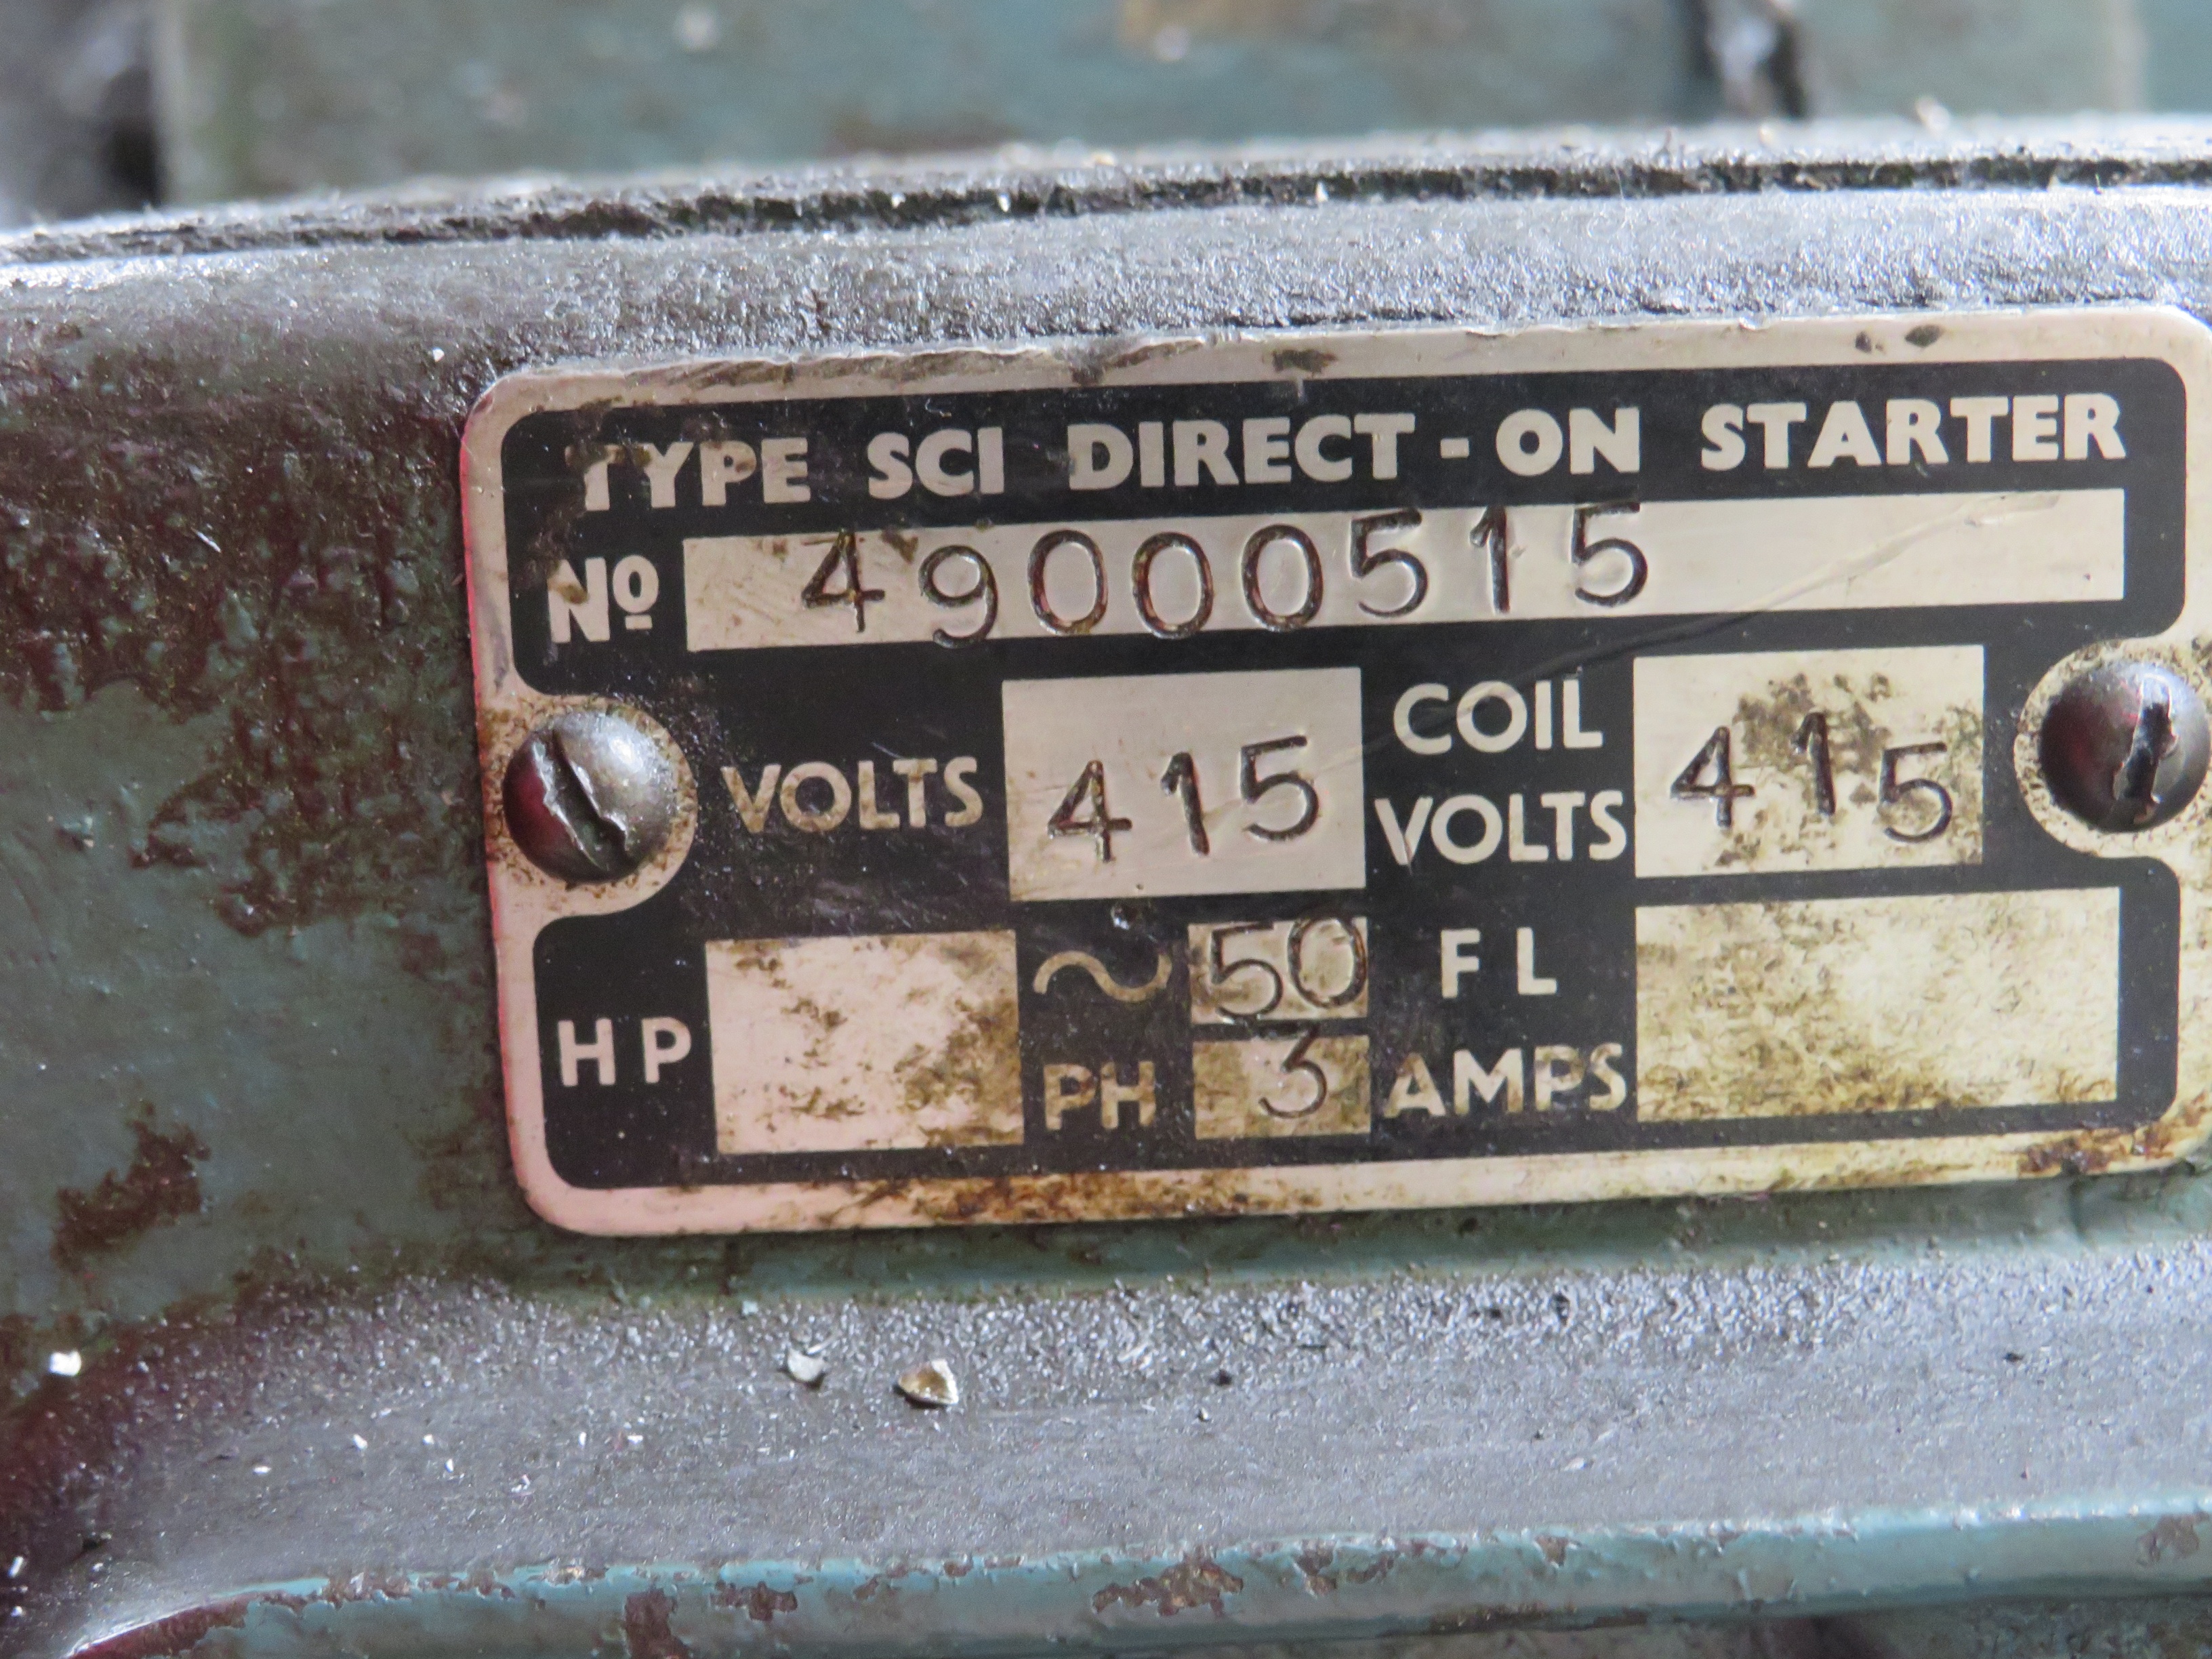 TYPE SCI DIRECT-ON STARTER
Nº 49000515
VOLTS 415 COIL VOLTS 415
HP ~ 50 FL AMPS
PH 3